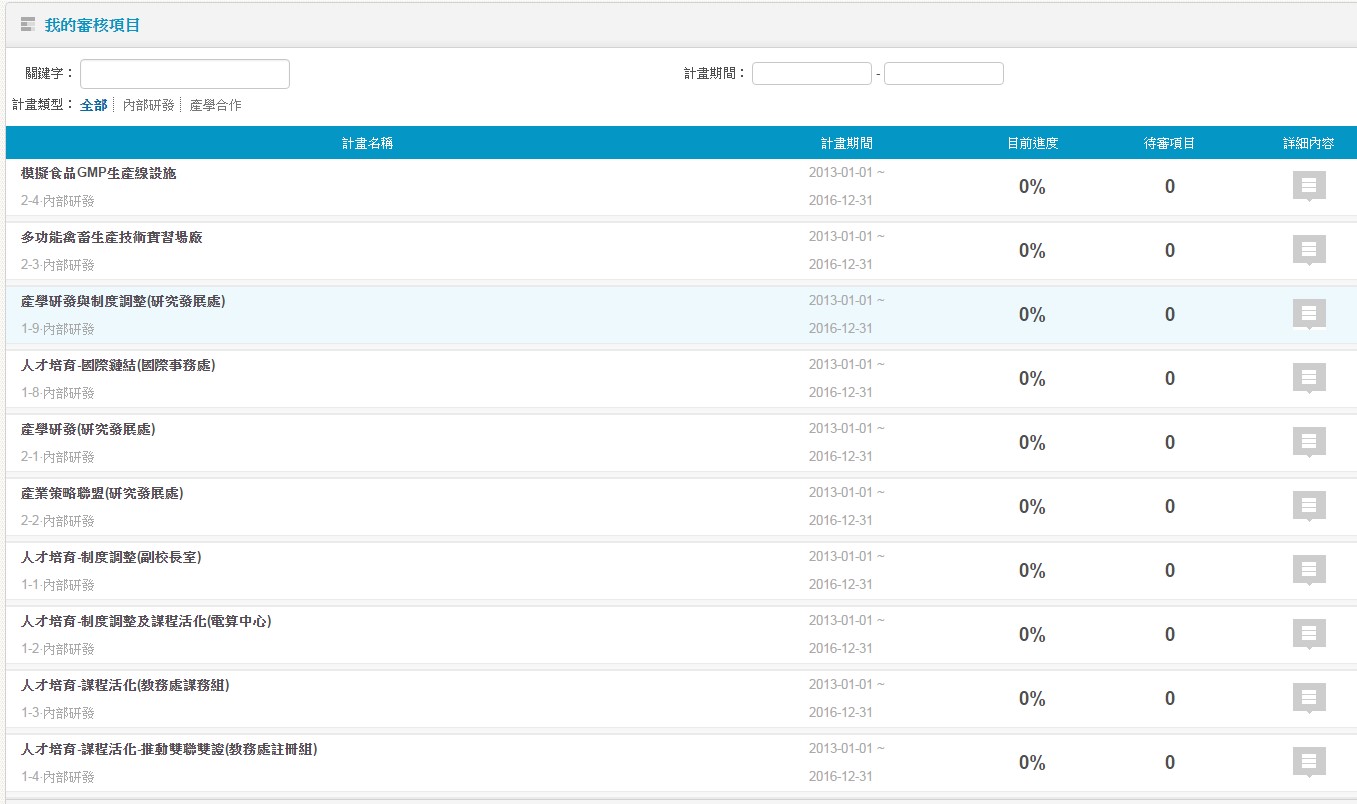 我的審核項目
關鍵字：
計畫期間： -
計畫類型： 全部 內部研發 產學合作
計畫名稱 計畫期間 目前進度 待審項目 詳細內容
模擬食品GMP生產線設施 2013-01-01 ~
2-4·內部研發 2016-12-31 0% 0
多功能禽畜生產技術實習場廠 2013-01-01 ~
2-3·內部研發 2016-12-31 0% 0
產學研發與制度調整(研究發展處) 2013-01-01 ~
1-9·內部研發 2016-12-31 0% 0
人才培育-國際鏈結(國際事務處) 2013-01-01 ~
1-8·內部研發 2016-12-31 0% 0
產學研發(研究發展處) 2013-01-01 ~
2-1·內部研發 2016-12-31 0% 0
產業策略聯盟(研究發展處) 2013-01-01 ~
2-2·內部研發 2016-12-31 0% 0
人才培育-制度調整(副校長室) 2013-01-01 ~
1-1·內部研發 2016-12-31 0% 0
人才培育-制度調整及課程活化(電算中心) 2013-01-01 ~
1-2·內部研發 2016-12-31 0% 0
人才培育-課程活化(教務處課務組) 2013-01-01 ~
1-3·內部研發 2016-12-31 0% 0
人才培育-課程活化-推動雙聯雙證(教務處註冊組) 2013-01-01 ~
1-4·內部研發 2016-12-31 0% 0